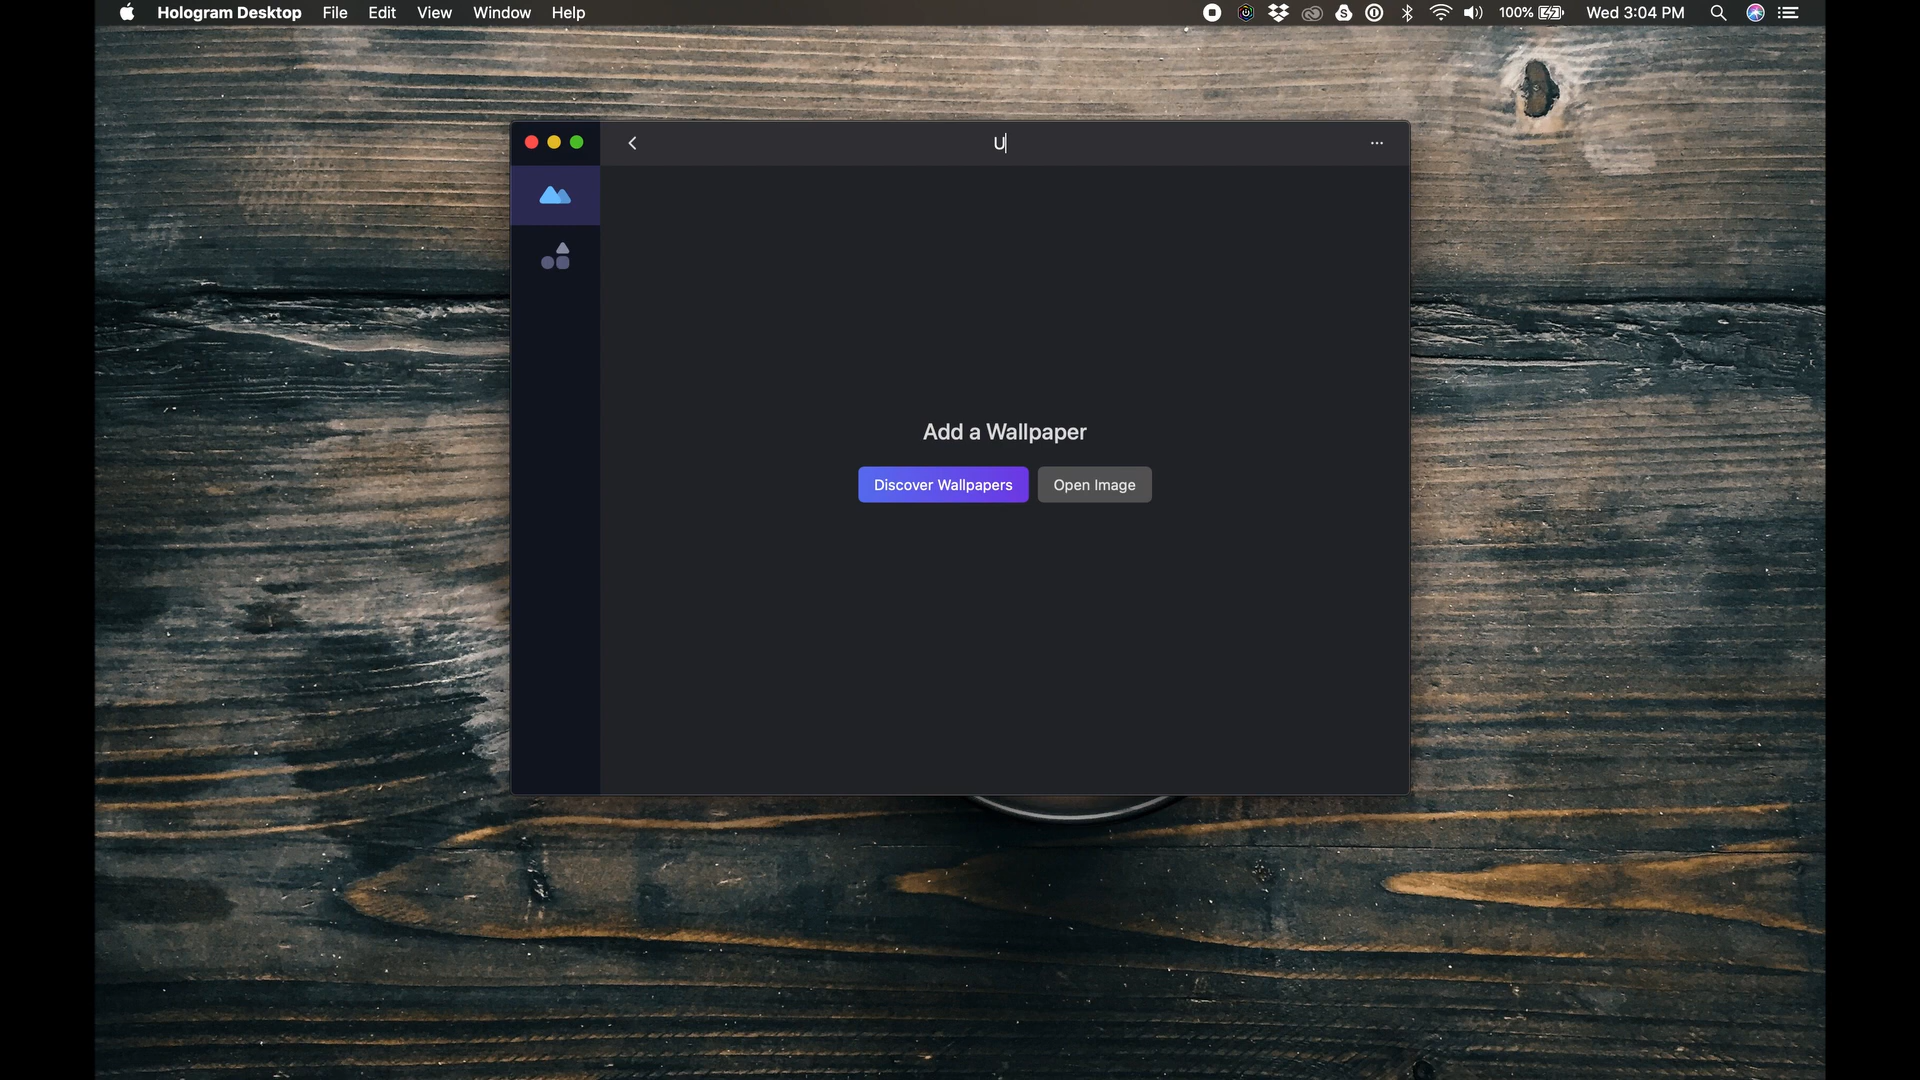 Hologram Desktop File Edit View Window Help 100% Wed 3:04 PM
U
Add a Wallpaper
Discover Wallpapers Open Image